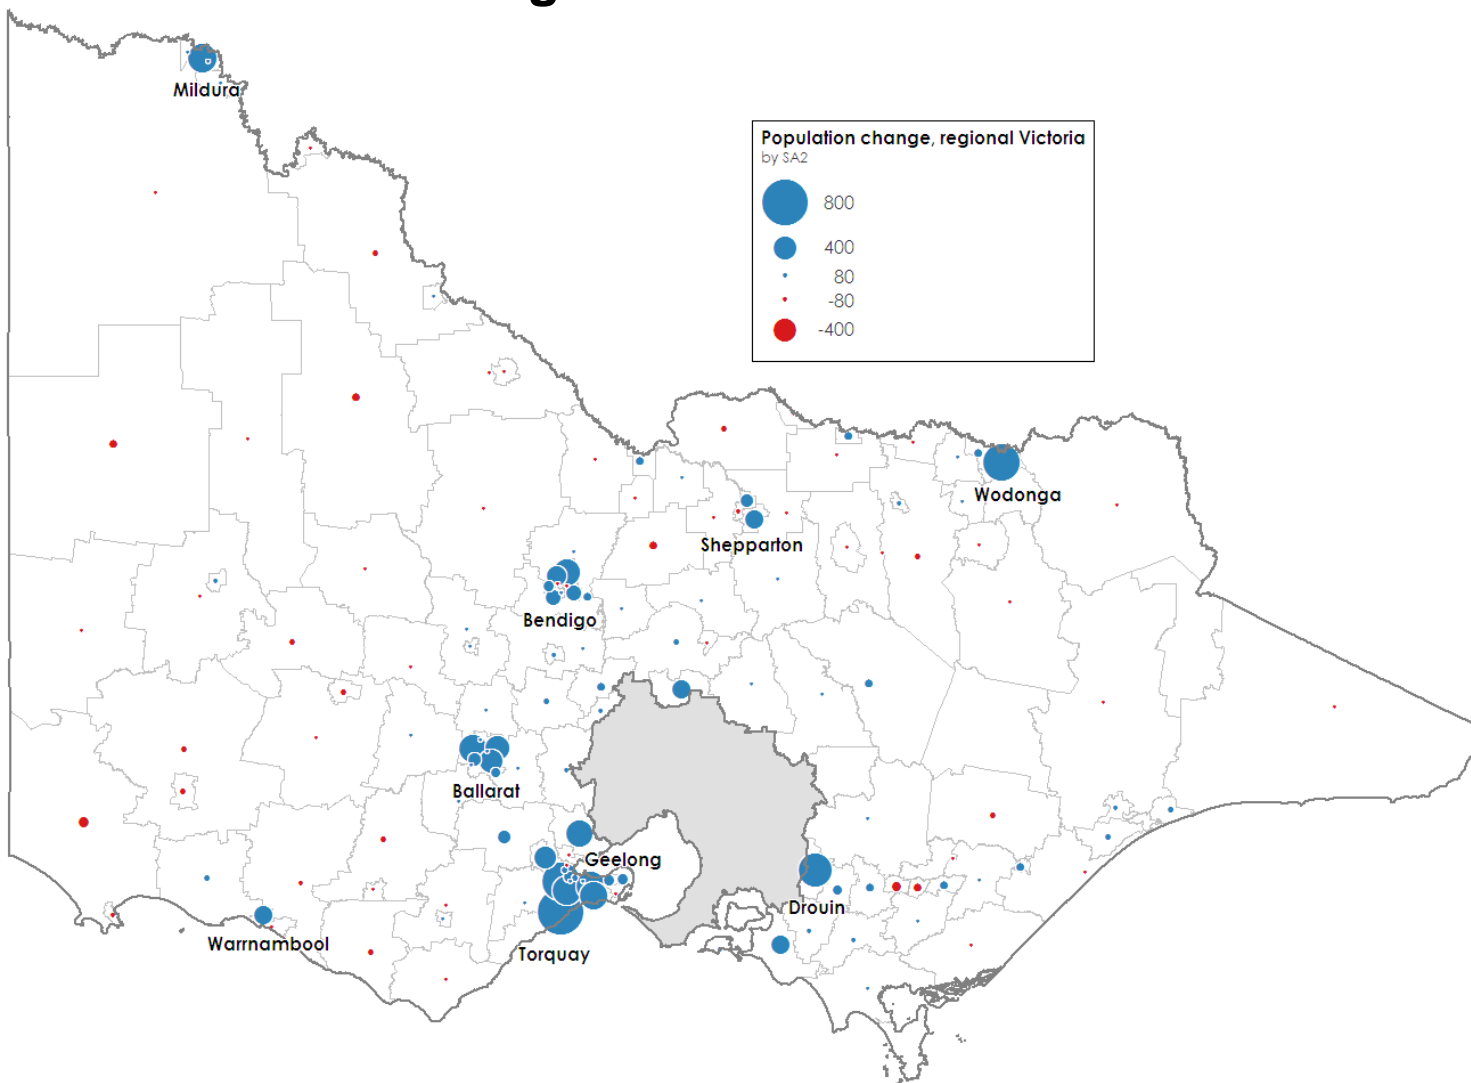 Mildura
Population change, regional Victoria
by SA2
800
400
80
-80
-400
Wodonga
Shepparton
Bendigo
Ballarat
Geelong
Drouin
Warrnambool
Torquay